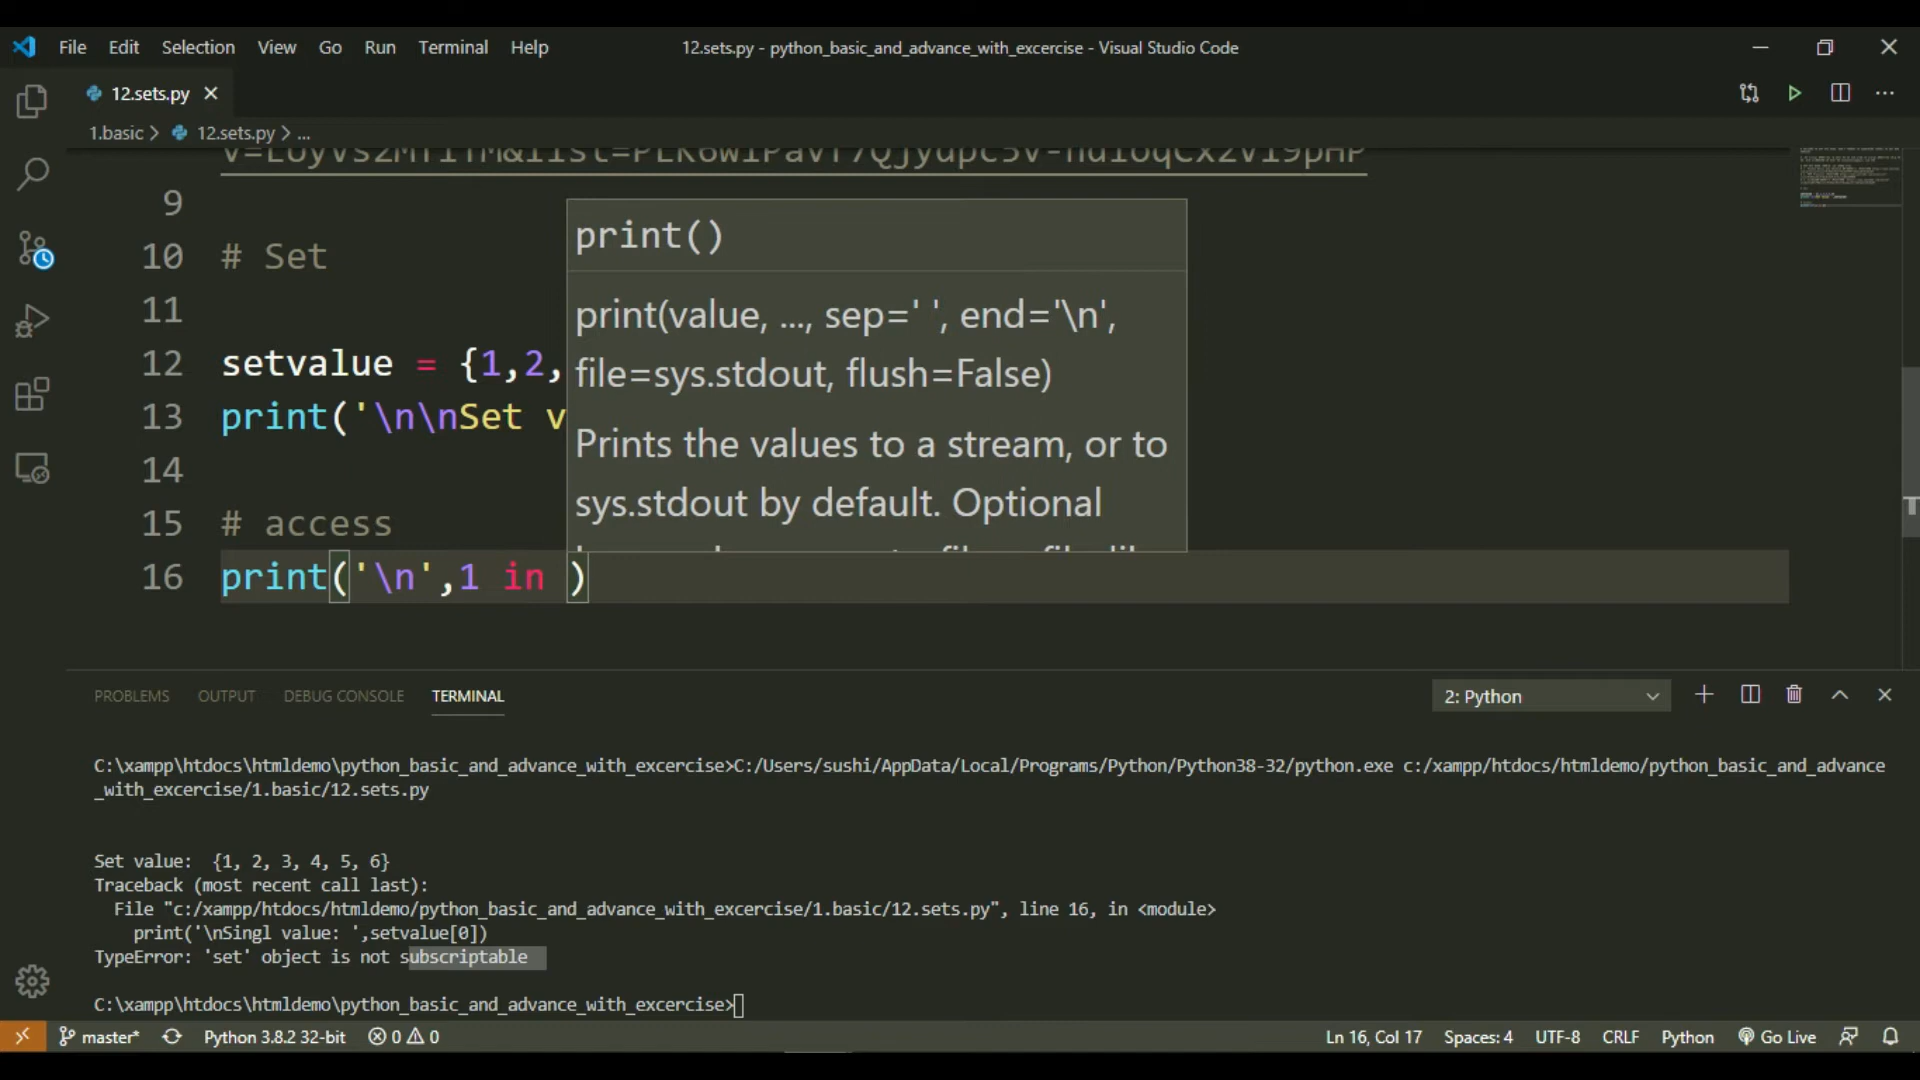 File Edit Selection View Go Run Terminal Help
12.sets.py - python_basic_and_advance_with_excercise - Visual Studio Code
12.sets.py
1.basic > 12.sets.py > ...
9
10 # Set
11
12 setvalue = {1,2,
13 print('\n\nSet v
14
15 # access
16 print('\n',1 in )
print()
print(value, ..., sep=' ', end='\n',
file=sys.stdout, flush=False)
Prints the values to a stream, or to
sys.stdout by default. Optional
PROBLEMS OUTPUT DEBUG CONSOLE TERMINAL
2: Python
C:\xampp\htdocs\htmldemo\python_basic_and_advance_with_excercise>C:/Users/sushi/AppData/Local/Programs/Python/Python38-32/python.exe c:/xampp/htdocs/htmldemo/python_basic_and_advance
_with_excercise/1.basic/12.sets.py
Set value:  {1, 2, 3, 4, 5, 6}
Traceback (most recent call last):
File "c:/xampp/htdocs/htmldemo/python_basic_and_advance_with_excercise/1.basic/12.sets.py", line 16, in <module>
print('\nSingl value: ',setvalue[0])
TypeError: 'set' object is not subscriptable
C:\xampp\htdocs\htmldemo\python_basic_and_advance_with_excercise>
master* Python 3.8.2 32-bit 0 0 Ln 16, Col 17 Spaces: 4 UTF-8 CRLF Python Go Live